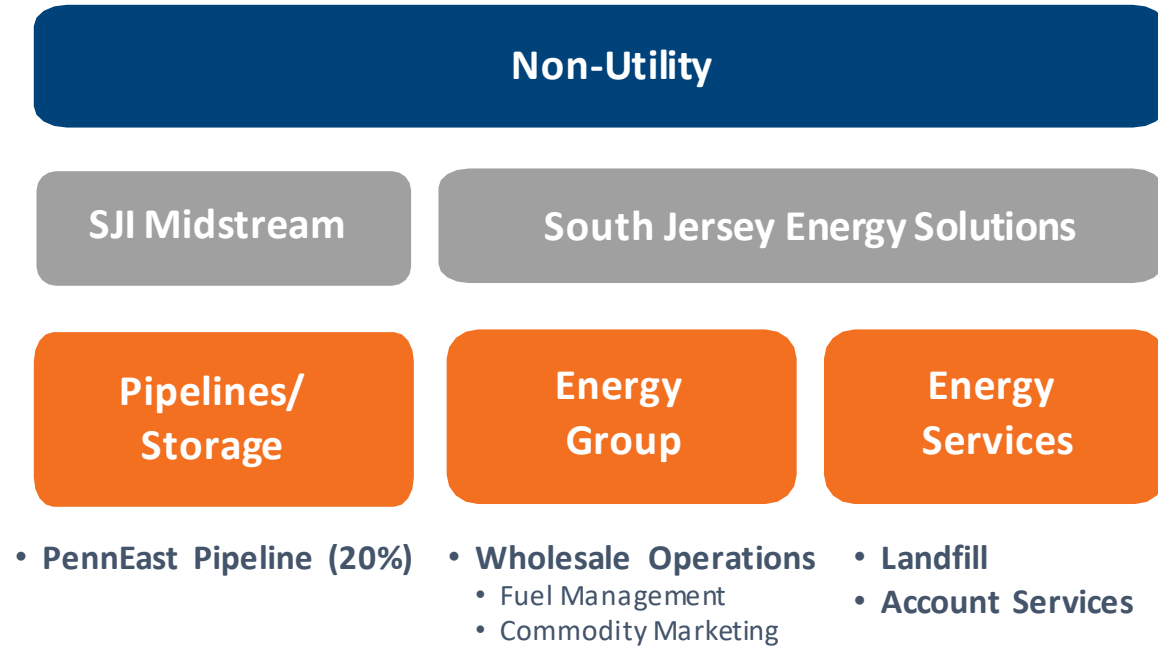 Non-Utility
SJI Midstream
South Jersey Energy Solutions
Pipelines/
Storage
Energy
Group
Energy
Services
• PennEast Pipeline (20%)
• Wholesale Operations
• Fuel Management
• Commodity Marketing
• Landfill
• Account Services